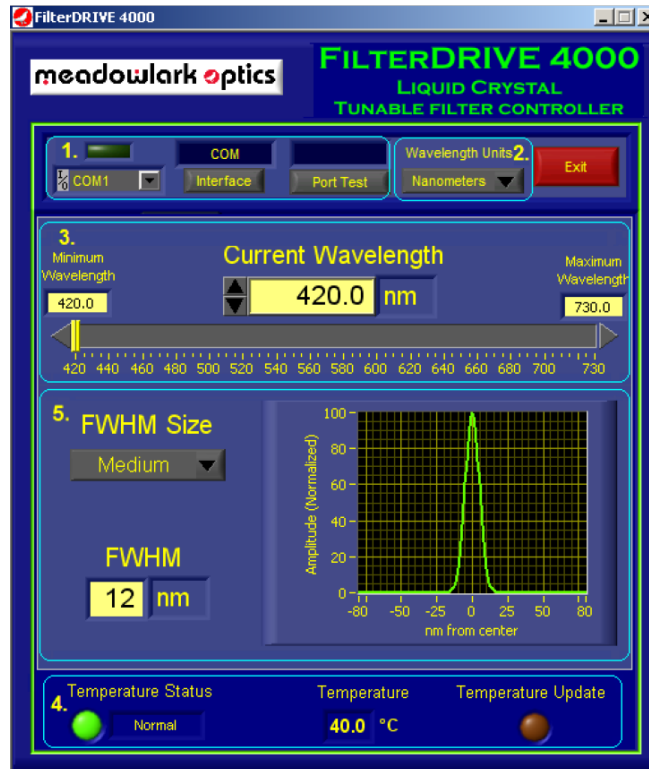 FilterDRIVE 4000
meadowlark optics
FILTERDRIVE 4000
LIQUID CRYSTAL
TUNABLE FILTER CONTROLLER
1.
COM
I/O COM1
Interface
Port Test
Wavelength Units 2.
Nanometers
Exit
3.
Minimum
Wavelength
420.0
Current Wavelength
420.0 nm
Maximum
Wavelength
730.0
420 440 460 480 500 520 540 560 580 600 620 640 660 680 700 730
5.
FWHM Size
Medium
FWHM
12 nm
Amplitude (Normalized)
100
80
60
40
20
0
-80 -50 -25 0 25 50 80
nm from center
4.
Temperature Status
Normal
Temperature
40.0 °C
Temperature Update